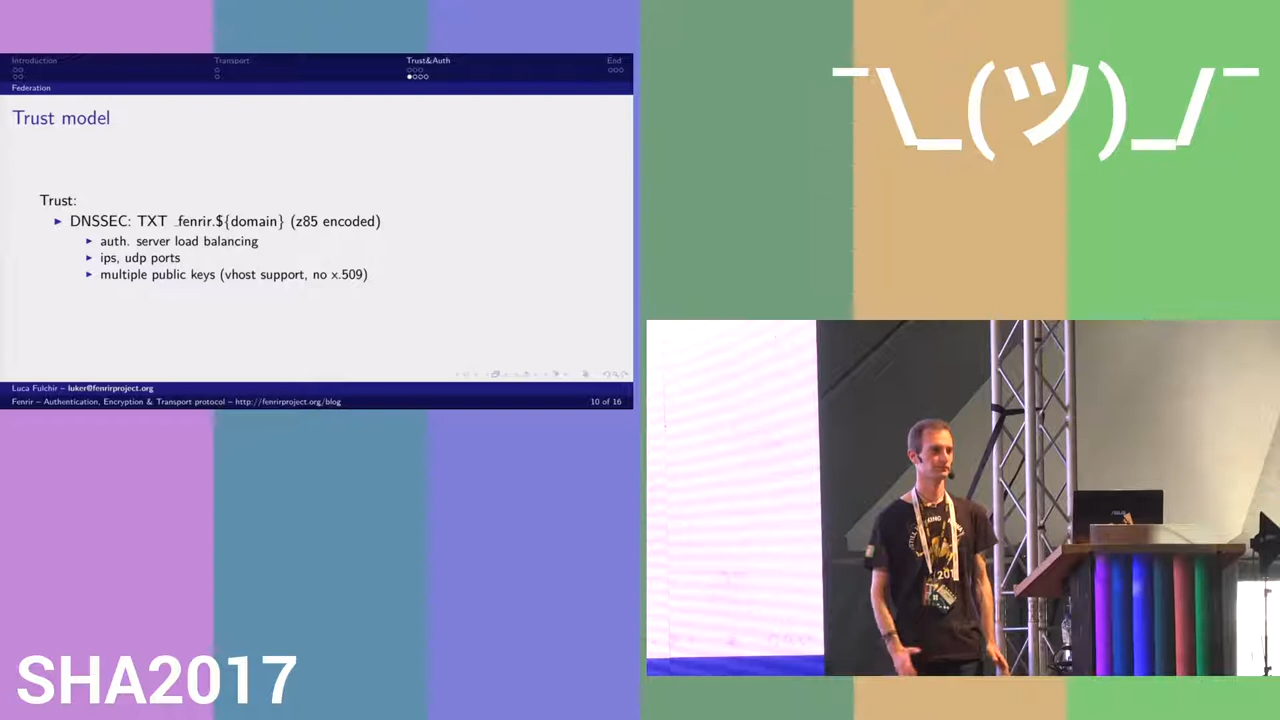 Introduction Transport Trust&Auth End
Federation
Trust model
Trust:
DNSSEC: TXT _fenrir.${domain} (z85 encoded)
auth. server load balancing
ips, udp ports
multiple public keys (vhost support, no x.509)
Luca Fulchir – luker@fenrirproject.org
Fenrir – Authentication, Encryption & Transport protocol – http://fenrirproject.org/blog 10 of 16
¯\_(ツ)_/¯
ASUS
SHA2017